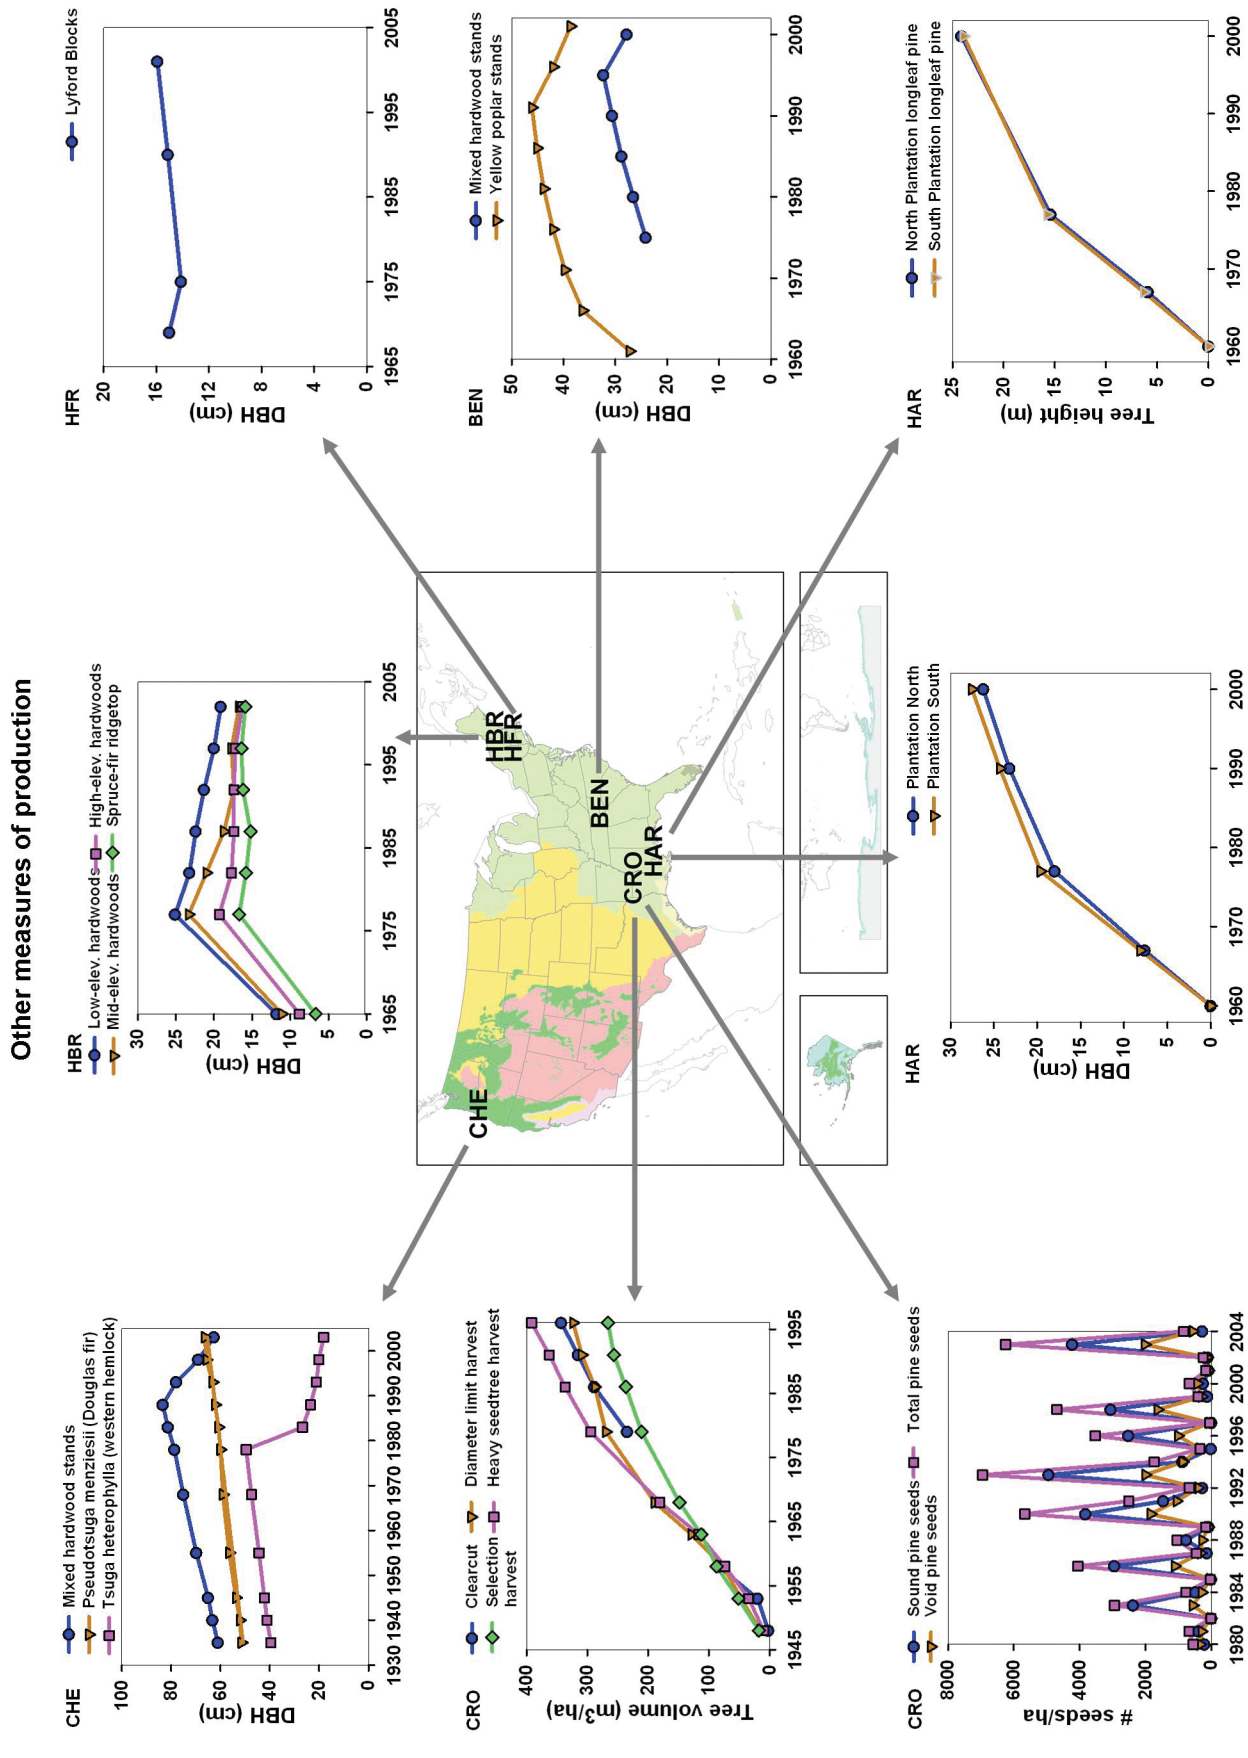 Other measures of production
CHE
Mixed hardwood stands
Pseudotsuga menziesii (Douglas fir)
Tsuga heterophylla (western hemlock)
DBH (cm)
100
80
60
40
20
0
1930 1940 1950 1960 1970 1980 1990 2000
HBR
Low-elev. hardwoods High-elev. hardwoods
Mid-elev. hardwoods Spruce-fir ridgetop
DBH (cm)
30
25
20
15
10
5
0
1965 1975 1985 1995 2005
HFR
Lyford Blocks
DBH (cm)
20
16
12
8
4
0
1965 1975 1985 1995 2005
CRO
Clearcut Diameter limit harvest
Selection harvest Heavy seedtree harvest
Tree volume (m3/ha)
400
300
200
100
0
1945 1955 1965 1975 1985 1995
CHE
HBR
HFR
BEN
CRO
HAR
BEN
Mixed hardwood stands
Yellow poplar stands
DBH (cm)
50
40
30
20
10
0
1960 1970 1980 1990 2000
CRO
Sound pine seeds Total pine seeds
Void pine seeds
# seeds/ha
8000
6000
4000
2000
0
1980 1984 1988 1992 1996 2000 2004
HAR
Plantation North
Plantation South
DBH (cm)
30
25
20
15
10
5
0
1960 1970 1980 1990 2000
HAR
North Plantation longleaf pine
South Plantation longleaf pine
Tree height (m)
25
20
15
10
5
0
1960 1970 1980 1990 2000